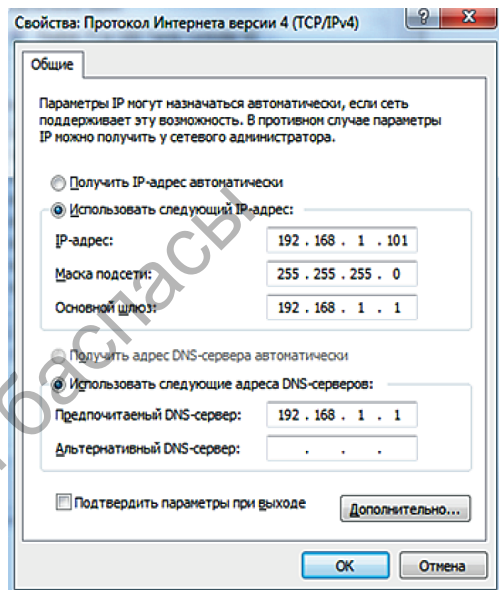 Свойства: Протокол Интернета версии 4 (TCP/IPv4)
?
X
Общие
Параметры IP могут назначаться автоматически, если сеть
поддерживает эту возможность. В противном случае параметры
IP можно получить у сетевого администратора.
Получить IP-адрес автоматически
Использовать следующий IP-адрес:
IP-адрес: 192 . 168 . 1 . 101
Маска подсети: 255 . 255 . 255 . 0
Основной шлюз: 192 . 168 . 1 . 1
Получить адрес DNS-сервера автоматически
Использовать следующие адреса DNS-серверов:
Предпочитаемый DNS-сервер: 192 . 168 . 1 . 1
Альтернативный DNS-сервер: . . .
Подтвердить параметры при выходе
Дополнительно...
ОК
Отмена
баспасы